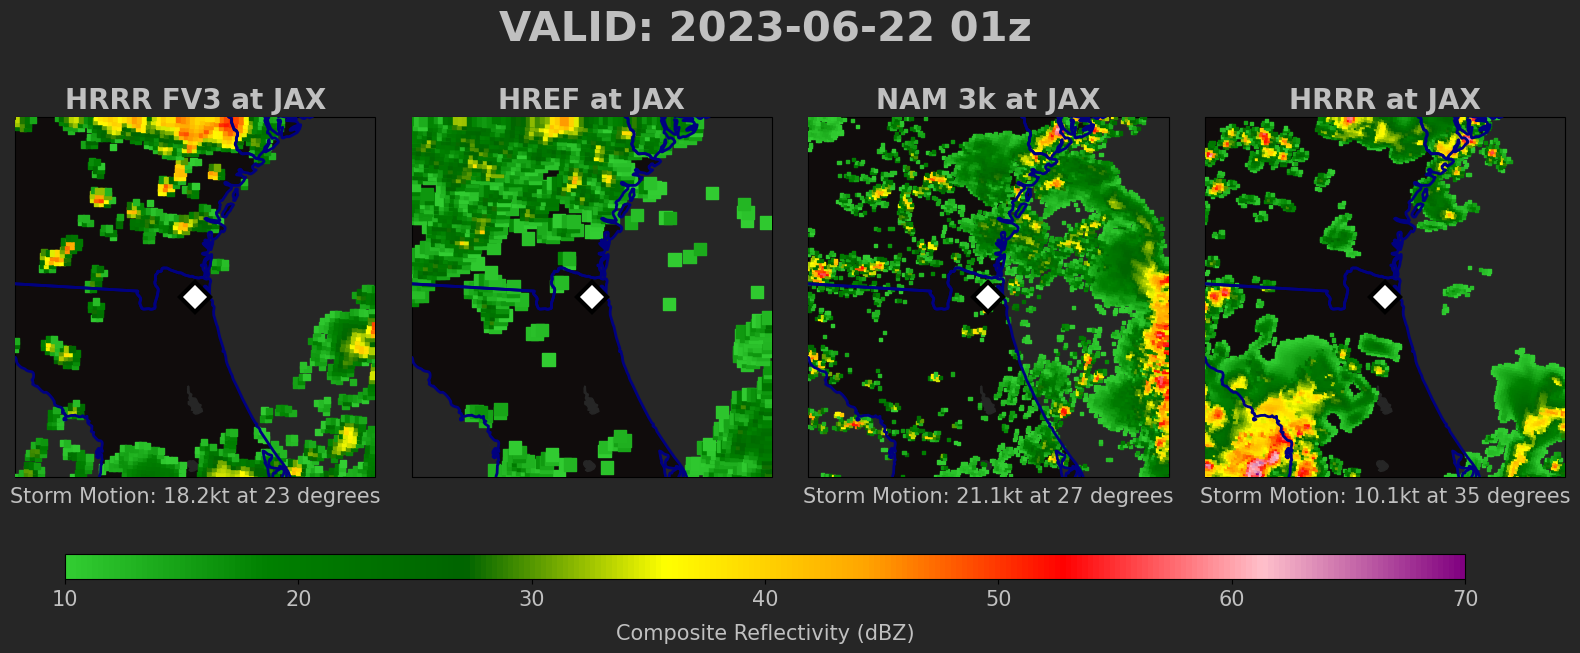 VALID: 2023-06-22 01z
HRRR FV3 at JAX
HREF at JAX
NAM 3k at JAX
HRRR at JAX
Storm Motion: 18.2kt at 23 degrees
Storm Motion: 21.1kt at 27 degrees
Storm Motion: 10.1kt at 35 degrees
10 20 30 40 50 60 70
Composite Reflectivity (dBZ)